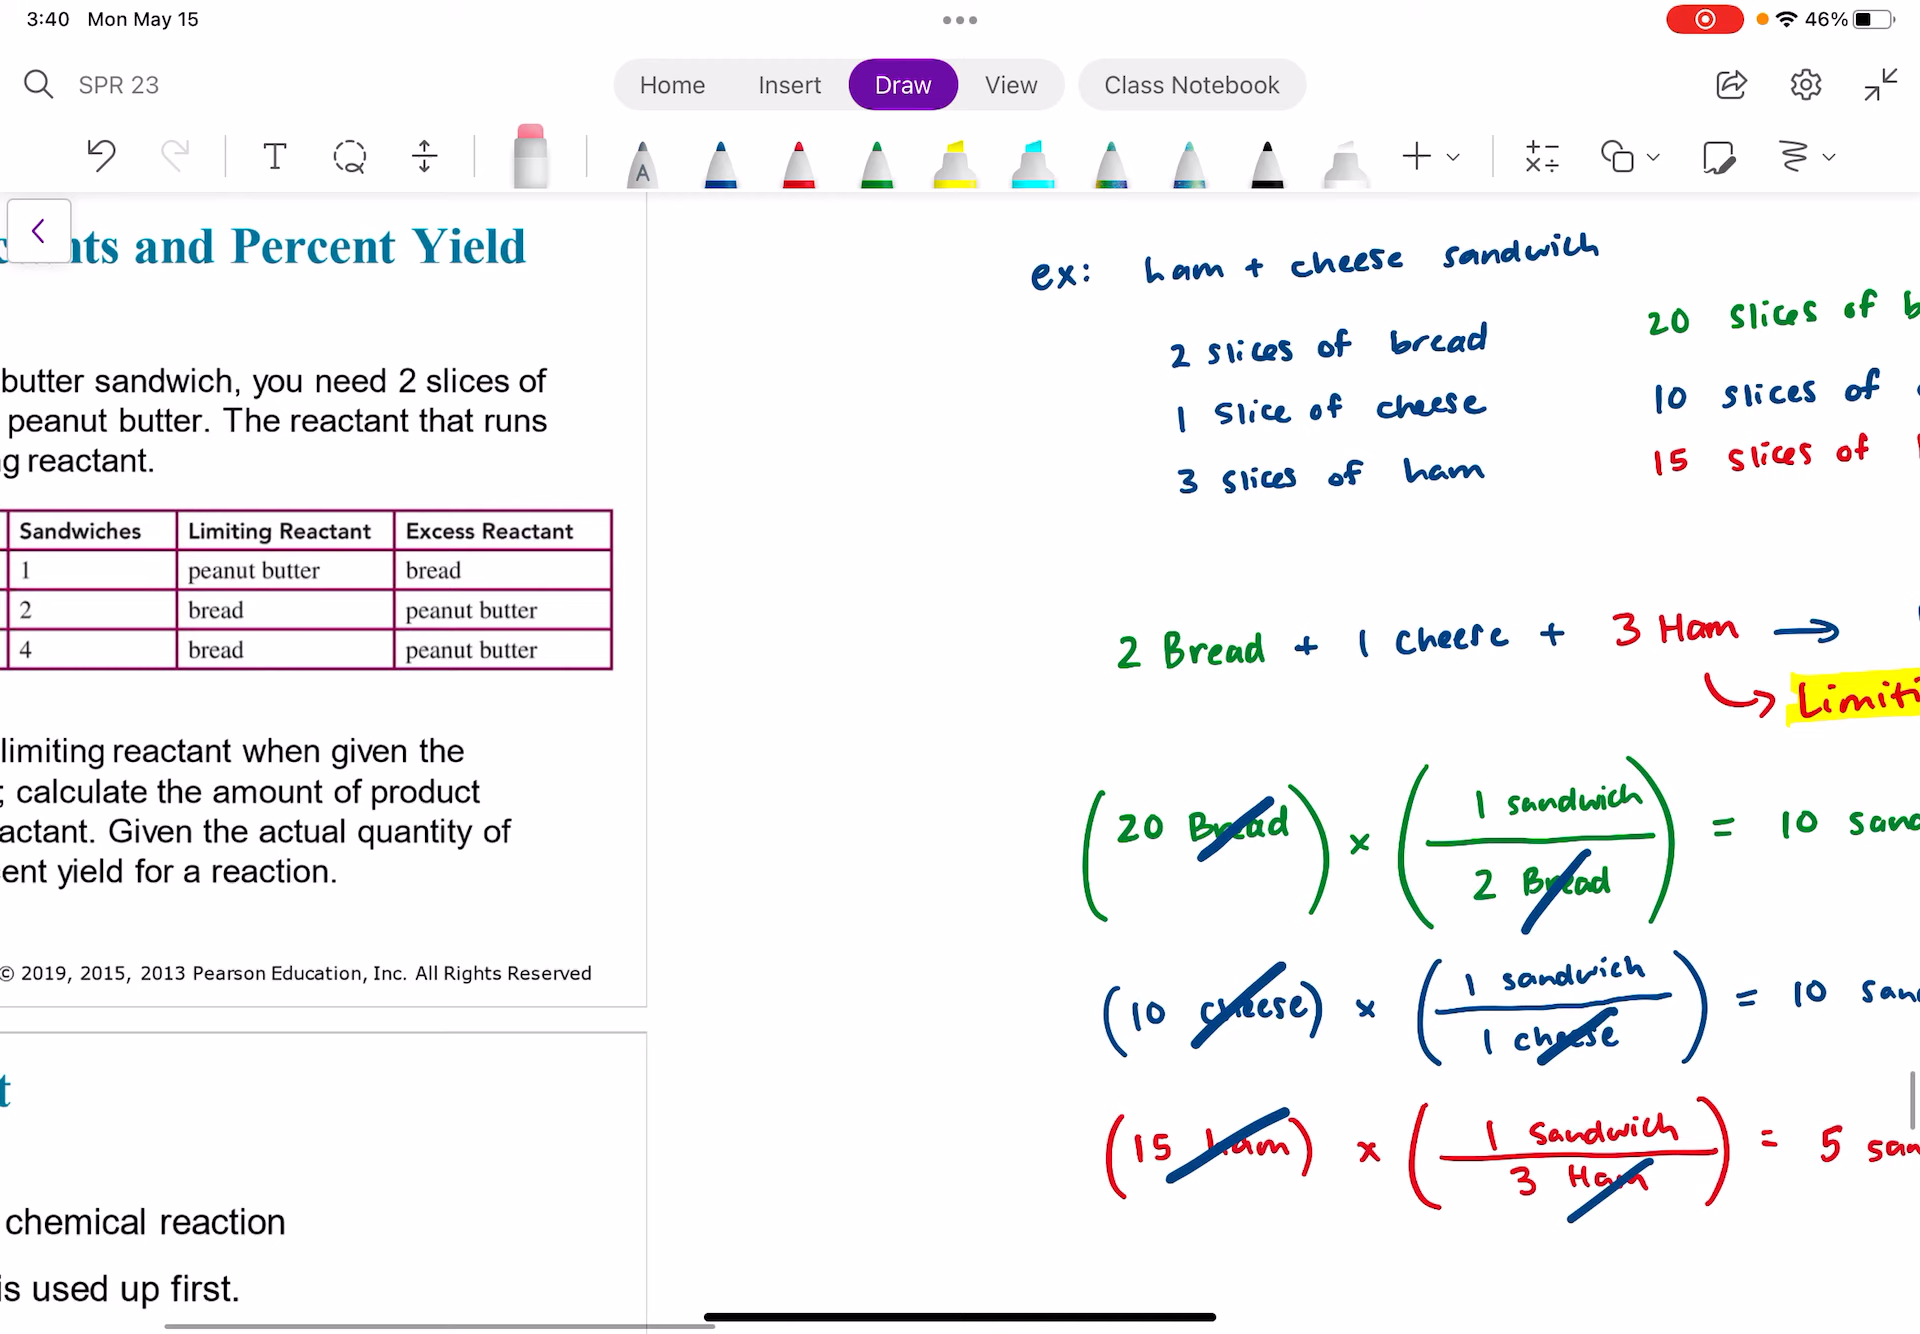 3:40 Mon May 15
46%
SPR 23
Home Insert Draw View Class Notebook
T
A
nts and Percent Yield
butter sandwich, you need 2 slices of
peanut butter. The reactant that runs
g reactant.
Sandwiches Limiting Reactant Excess Reactant
1 peanut butter bread
2 bread peanut butter
4 bread peanut butter
limiting reactant when given the
; calculate the amount of product
actant. Given the actual quantity of
ent yield for a reaction.
© 2019, 2015, 2013 Pearson Education, Inc. All Rights Reserved
t
chemical reaction
is used up first.
ex: ham + cheese sandwich
2 slices of bread
1 slice of cheese
3 slices of ham
20 slices of b
10 slices of
15 slices of
2 Bread + 1 cheese + 3 Ham →
Limiti
(20 Bread) x (1 sandwich / 2 Bread) = 10 sand
(10 cheese) x (1 sandwich / 1 cheese) = 10 san
(15 ham) x (1 sandwich / 3 Ham) = 5 san